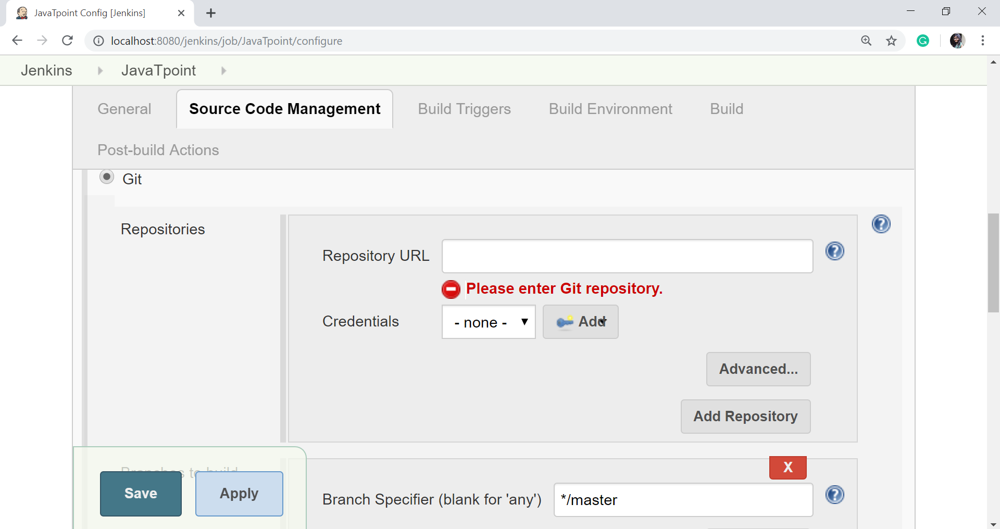 JavaTpoint Config [Jenkins]
localhost:8080/jenkins/job/JavaTpoint/configure
Jenkins JavaTpoint
General Source Code Management Build Triggers Build Environment Build
Post-build Actions
Git
Repositories
Repository URL
Please enter Git repository.
Credentials - none - Add
Advanced...
Add Repository
Branches to build
X
Save Apply
Branch Specifier (blank for 'any') */master